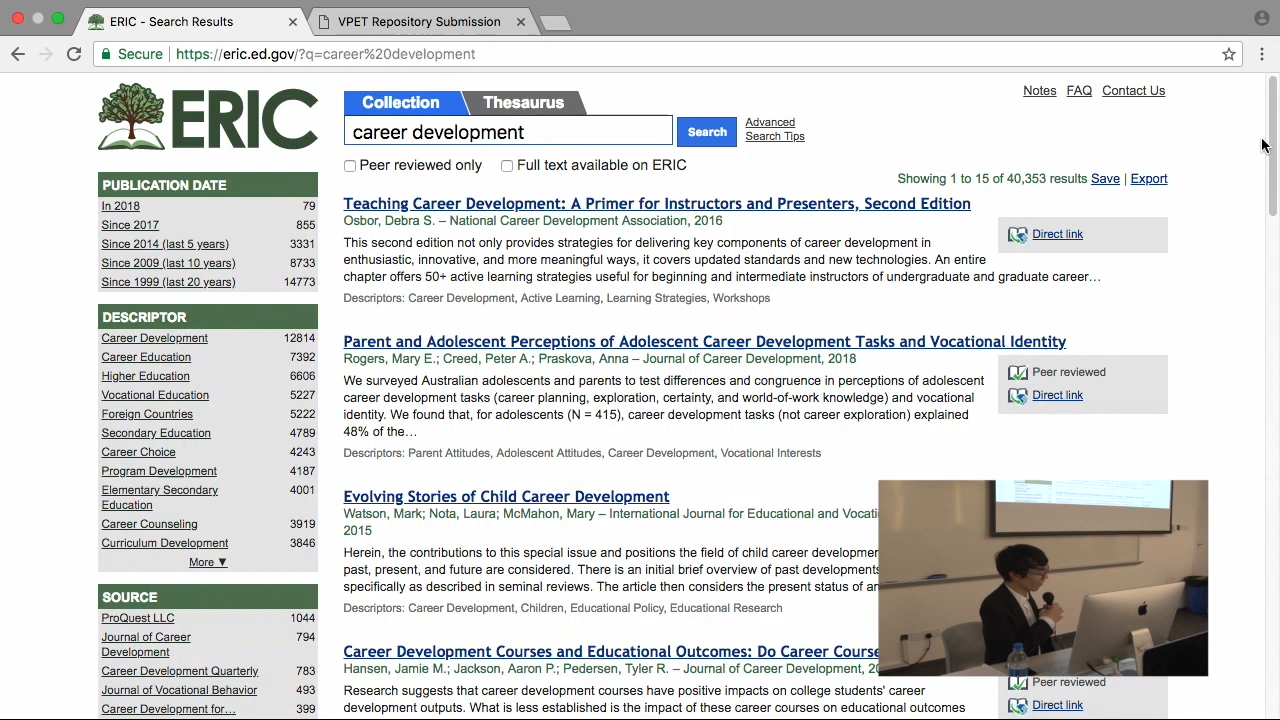 ERIC - Search Results
VPET Repository Submission
Secure https://eric.ed.gov/?q=career%20development
ERIC
Collection Thesaurus
Notes FAQ Contact Us
career development
Search
Advanced
Search Tips
Peer reviewed only Full text available on ERIC
Showing 1 to 15 of 40,353 results Save | Export
PUBLICATION DATE
In 2018 79
Since 2017 855
Since 2014 (last 5 years) 3331
Since 2009 (last 10 years) 8733
Since 1999 (last 20 years) 14773
DESCRIPTOR
Career Development 12814
Career Education 7392
Higher Education 6606
Vocational Education 5227
Foreign Countries 5222
Secondary Education 4789
Career Choice 4243
Program Development 4187
Elementary Secondary 4001
Education
Career Counseling 3919
Curriculum Development 3846
More ▼
SOURCE
ProQuest LLC 1044
Journal of Career 794
Development
Career Development Quarterly 783
Journal of Vocational Behavior 493
Career Development for… 399
Teaching Career Development: A Primer for Instructors and Presenters, Second Edition
Osbor, Debra S. – National Career Development Association, 2016
Direct link
This second edition not only provides strategies for delivering key components of career development in
enthusiastic, innovative, and more meaningful ways, it covers updated standards and new technologies. An entire
chapter offers 50+ active learning strategies useful for beginning and intermediate instructors of undergraduate and graduate career…
Descriptors: Career Development, Active Learning, Learning Strategies, Workshops
Parent and Adolescent Perceptions of Adolescent Career Development Tasks and Vocational Identity
Rogers, Mary E.; Creed, Peter A.; Praskova, Anna – Journal of Career Development, 2018
Peer reviewed
Direct link
We surveyed Australian adolescents and parents to test differences and congruence in perceptions of adolescent
career development tasks (career planning, exploration, certainty, and world-of-work knowledge) and vocational
identity. We found that, for adolescents (N = 415), career development tasks (not career exploration) explained
48% of the…
Descriptors: Parent Attitudes, Adolescent Attitudes, Career Development, Vocational Interests
Evolving Stories of Child Career Development
Watson, Mark; Nota, Laura; McMahon, Mary – International Journal for Educational and Vocati
2015
Herein, the contributions to this special issue and positions the field of child career developmen
past, present, and future are considered. There is an initial brief overview of past developments
specifically as described in seminal reviews. The article then considers the present status of an
Descriptors: Career Development, Children, Educational Policy, Educational Research
Career Development Courses and Educational Outcomes: Do Career Course
Hansen, Jamie M.; Jackson, Aaron P.; Pedersen, Tyler R. – Journal of Career Development, 20
Peer reviewed
Direct link
Research suggests that career development courses have positive impacts on college students' career
development outputs. What is less established is the impact of these career courses on educational outcomes